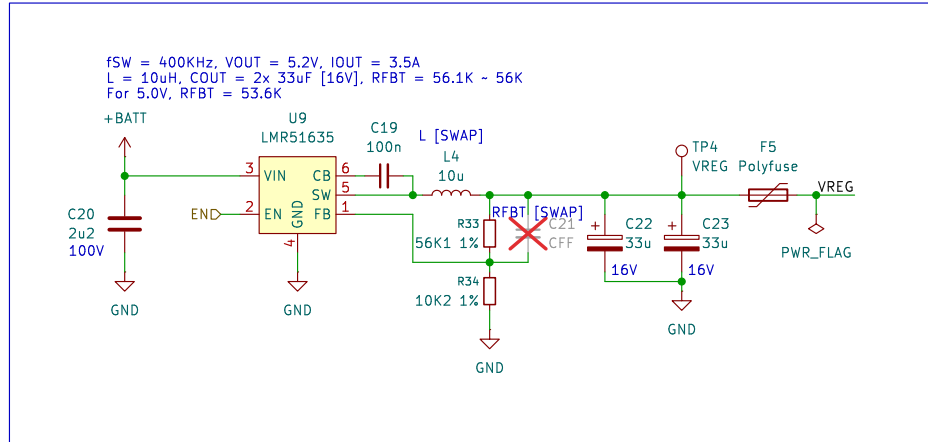 fSW = 400KHz, VOUT = 5.2V, IOUT = 3.5A
L = 10uH, COUT = 2x 33uF [16V], RFBT = 56.1K ~ 56K
For 5.0V, RFBT = 53.6K
+BATT
U9
LMR51635
C19
100n
L [SWAP]
L4
10u
TP4
VREG
F5
Polyfuse
3
VIN
CB
6
SW
5
2
EN
FB
1
GND
4
END
VREG
C20
2u2
100V
RFBT [SWAP]
R33
56K1 1%
C21
CFF
C22
33u
16V
C23
33u
16V
PWR_FLAG
R34
10K2 1%
GND
GND
GND
GND